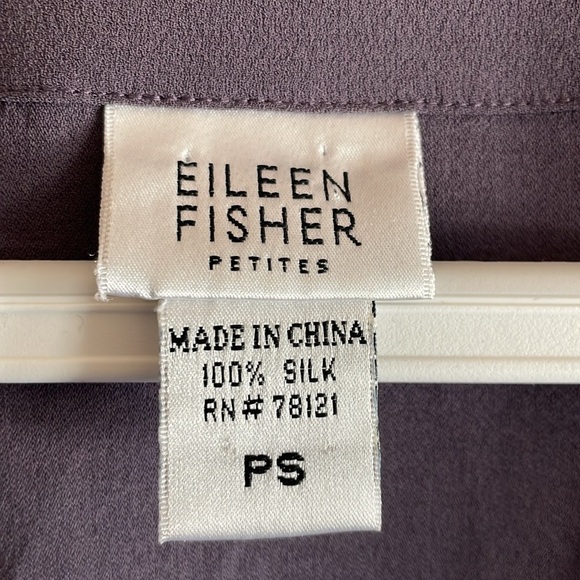 EILEEN
FISHER
PETITES
MADE IN CHINA
100% SILK
RN# 78121
PS